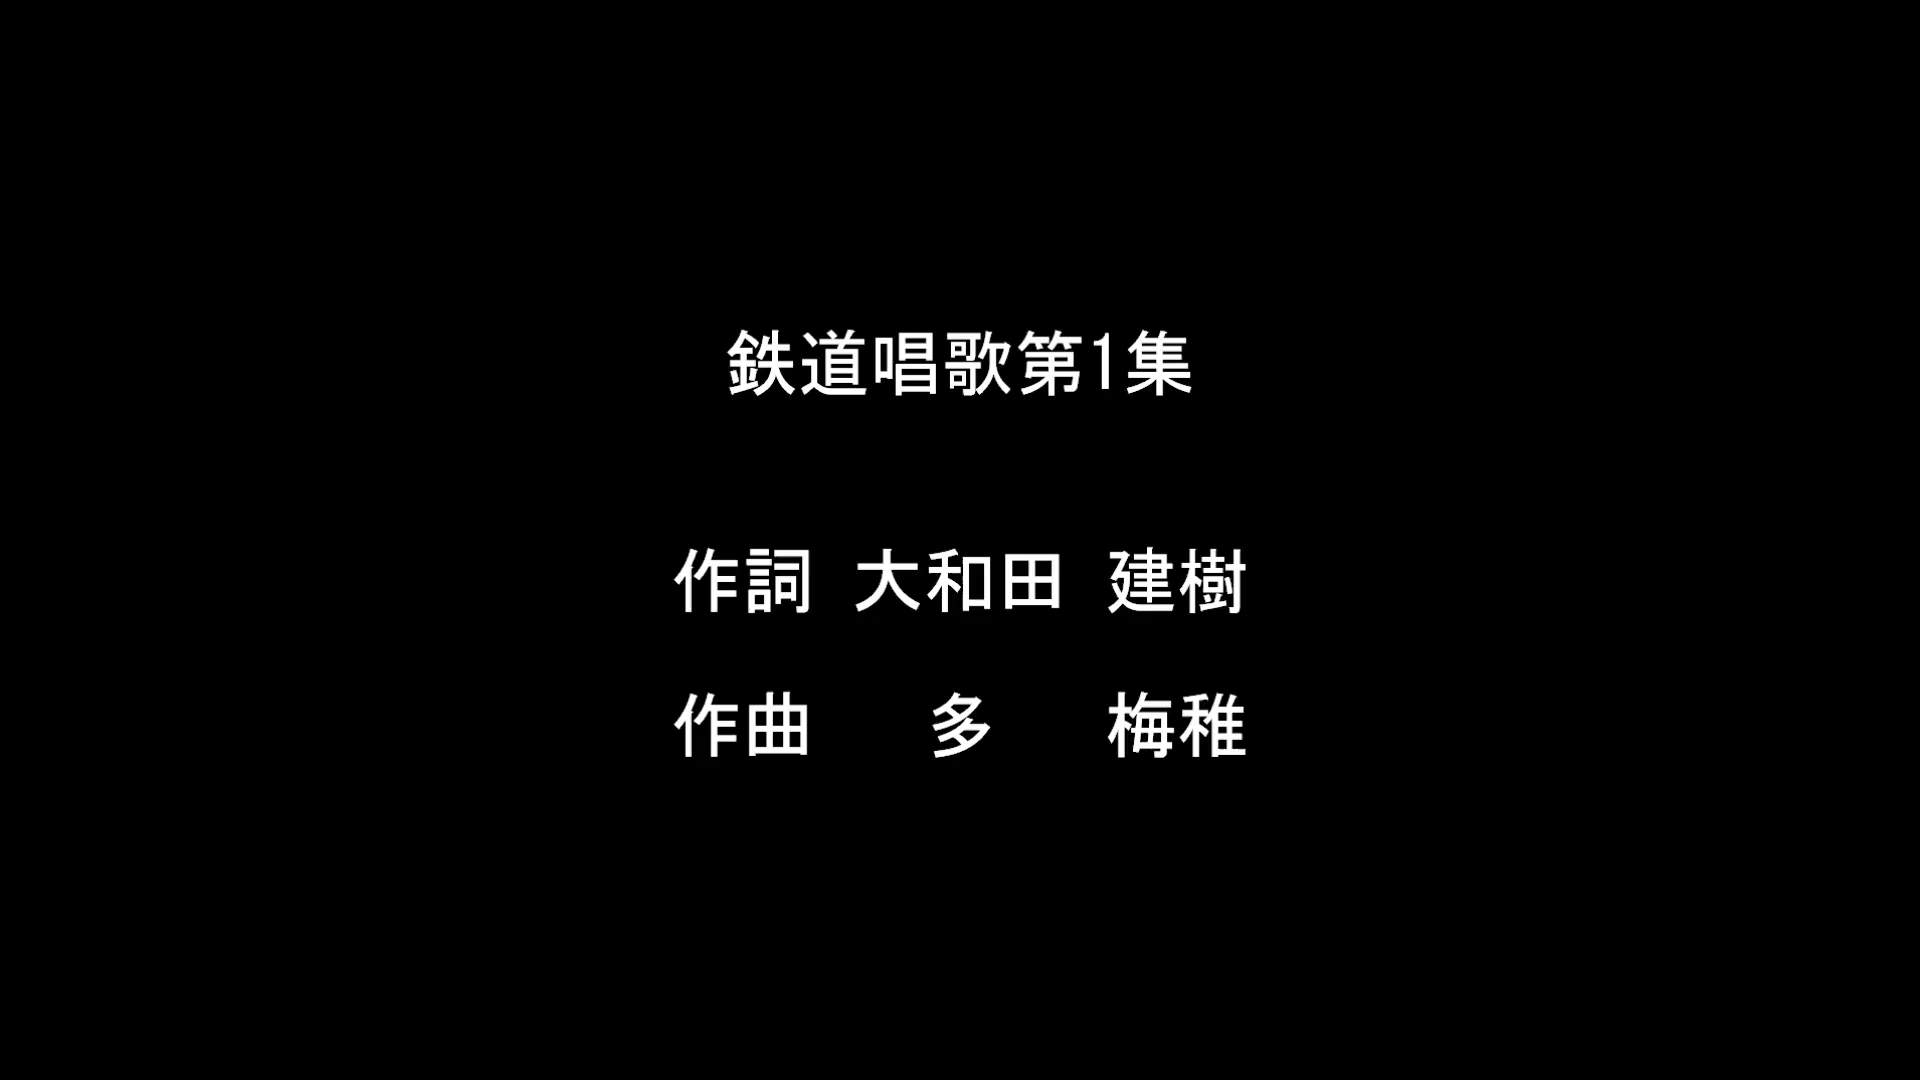 鉄道唱歌第1集
作詞 大和田 建樹
作曲 多 梅稚